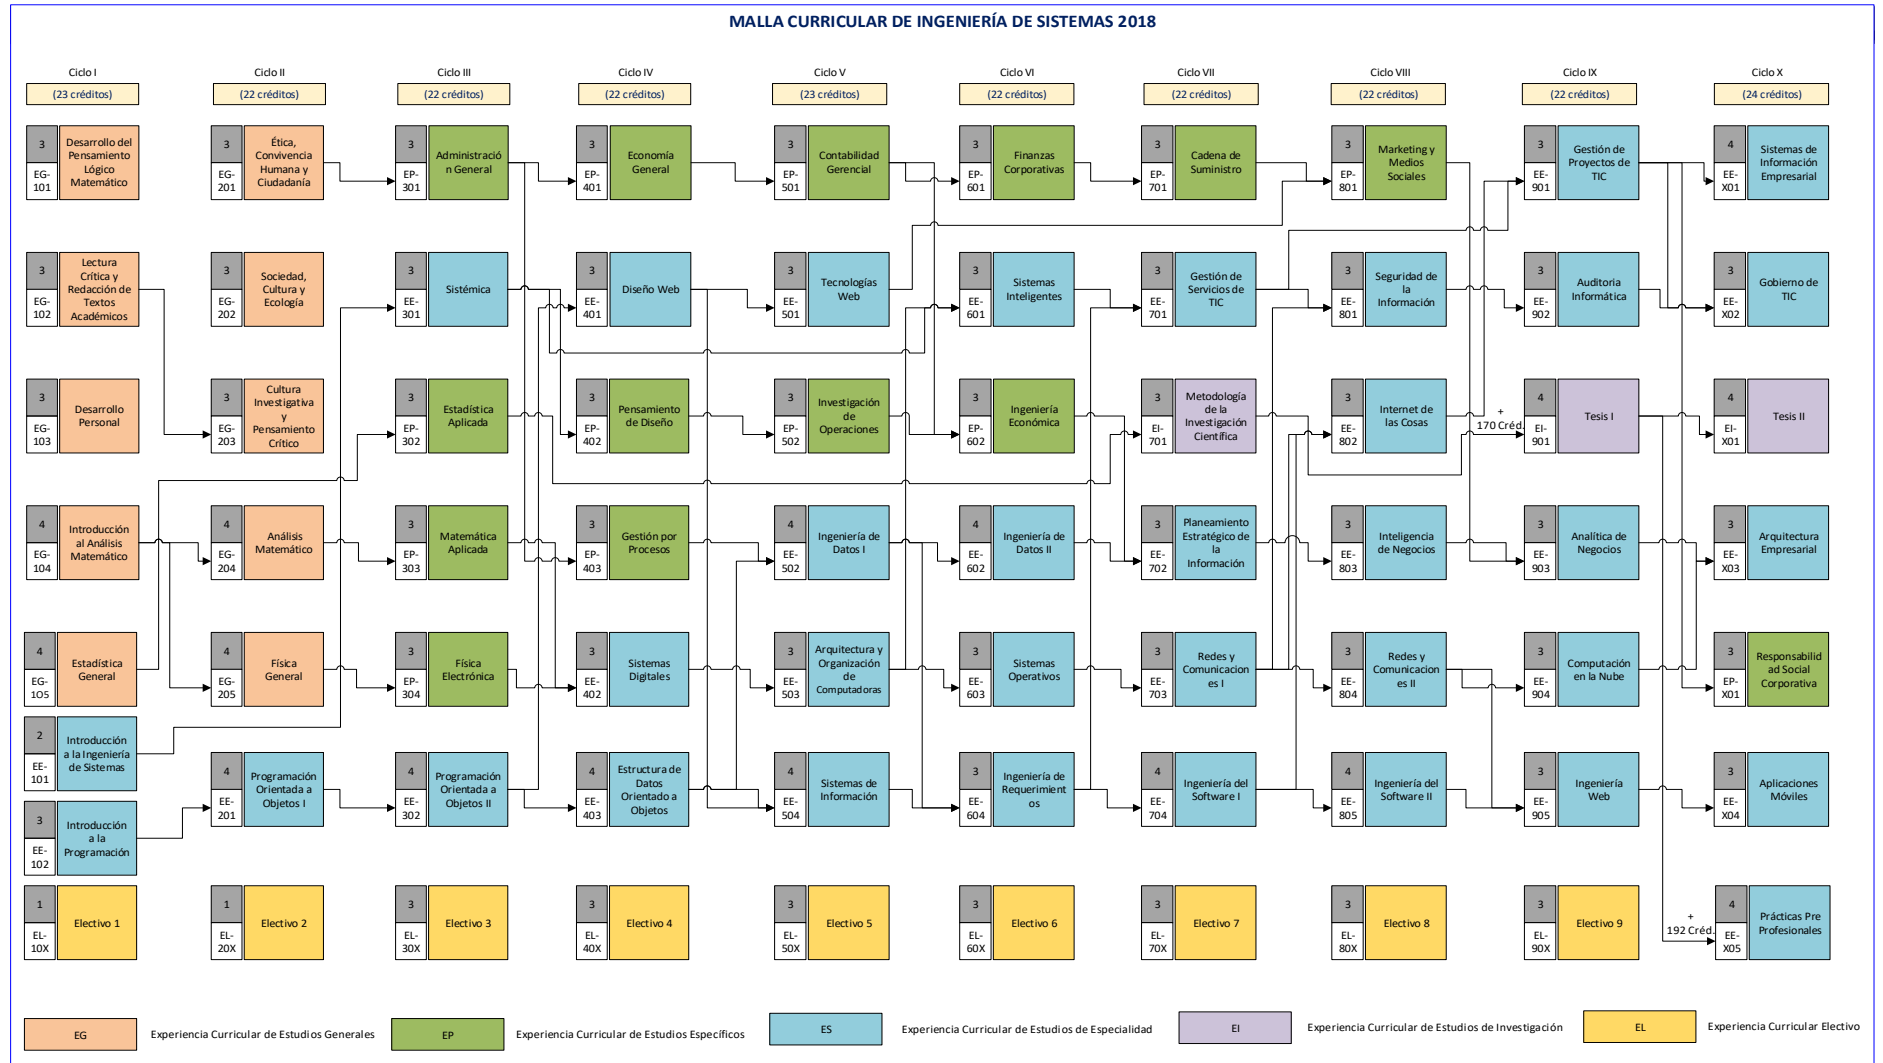 MALLA CURRICULAR DE INGENIERÍA DE SISTEMAS 2018
Ciclo I
(23 créditos)
3
EG-
101
Desarrollo del
Pensamiento
Lógico
Matemático
3
EG-
102
Lectura
Crítica y
Redacción de
Textos
Académicos
3
EG-
103
Desarrollo
Personal
4
EG-
104
Introducción
al Análisis
Matemático
4
EG-
1O5
Estadística
General
2
EE-
101
Introducción
a la Ingeniería
de Sistemas
3
EE-
102
Introducción
a la
Programación
1
EL-
10X
Electivo 1
Ciclo II
(22 créditos)
3
EG-
201
Ética,
Convivencia
Humana y
Ciudadanía
3
EG-
202
Sociedad,
Cultura y
Ecología
3
EG-
203
Cultura
Investigativa
y
Pensamiento
Crítico
4
EG-
204
Análisis
Matemático
4
EG-
205
Física
General
4
EE-
201
Programación
Orientada a
Objetos I
1
EL-
20X
Electivo 2
Ciclo III
(22 créditos)
3
EP-
301
Administració
n General
3
EE-
301
Sistémica
3
EP-
302
Estadística
Aplicada
3
EP-
303
Matemática
Aplicada
3
EP-
304
Física
Electrónica
4
EE-
302
Programación
Orientada a
Objetos II
3
EL-
30X
Electivo 3
Ciclo IV
(22 créditos)
3
EP-
401
Economía
General
3
EE-
401
Diseño Web
3
EP-
402
Pensamiento
de Diseño
3
EP-
403
Gestión por
Procesos
3
EE-
402
Sistemas
Digitales
4
EE-
403
Estructura de
Datos
Orientado a
Objetos
3
EL-
40X
Electivo 4
Ciclo V
(23 créditos)
3
EP-
501
Contabilidad
Gerencial
3
EE-
501
Tecnologías
Web
3
EP-
502
Investigación
de
Operaciones
4
EE-
502
Ingeniería de
Datos I
3
EE-
503
Arquitectura y
Organización
de
Computadoras
4
EE-
504
Sistemas de
Información
3
EL-
50X
Electivo 5
Ciclo VI
(22 créditos)
3
EP-
601
Finanzas
Corporativas
3
EE-
601
Sistemas
Inteligentes
3
EP-
602
Ingeniería
Económica
4
EE-
602
Ingeniería de
Datos II
3
EE-
603
Sistemas
Operativos
3
EE-
604
Ingeniería de
Requerimient
os
3
EL-
60X
Electivo 6
Ciclo VII
(22 créditos)
3
EP-
701
Cadena de
Suministro
3
EE-
701
Gestión de
Servicios de
TIC
3
EI-
701
Metodología
de la
Investigación
Científica
3
EE-
702
Planeamiento
Estratégico de
la
Información
3
EE-
703
Redes y
Comunicacion
es I
4
EE-
704
Ingeniería del
Software I
3
EL-
70X
Electivo 7
Ciclo VIII
(22 créditos)
3
EP-
801
Marketing y
Medios
Sociales
3
EE-
801
Seguridad de
la
Información
3
EE-
802
Internet de
las Cosas
3
EE-
803
Inteligencia
de Negocios
3
EE-
804
Redes y
Comunicacion
es II
4
EE-
805
Ingeniería del
Software II
3
EL-
80X
Electivo 8
Ciclo IX
(22 créditos)
3
EE-
901
Gestión de
Proyectos de
TIC
3
EE-
902
Auditoria
Informática
+
170 Créd.
4
EI-
901
Tesis I
3
EE-
903
Analítica de
Negocios
3
EE-
904
Computación
en la Nube
3
EE-
905
Ingeniería
Web
3
EL-
90X
Electivo 9
Ciclo X
(24 créditos)
4
EE-
X01
Sistemas de
Información
Empresarial
3
EE-
X02
Gobierno de
TIC
4
EI-
X01
Tesis II
3
EE-
X03
Arquitectura
Empresarial
3
EP-
X01
Responsabilid
ad Social
Corporativa
3
EE-
X04
Aplicaciones
Móviles
+
192 Créd.
4
EE-
X05
Prácticas Pre
Profesionales
EG
Experiencia Curricular de Estudios Generales
EP
Experiencia Curricular de Estudios Específicos
ES
Experiencia Curricular de Estudios de Especialidad
EI
Experiencia Curricular de Estudios de Investigación
EL
Experiencia Curricular Electivo